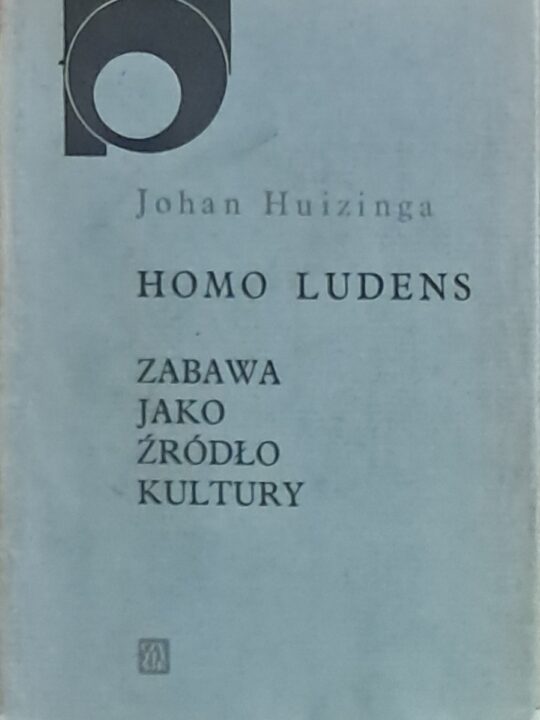 Johan Huizinga
HOMO LUDENS
ZABAWA
JAKO
ŹRÓDŁO
KULTURY